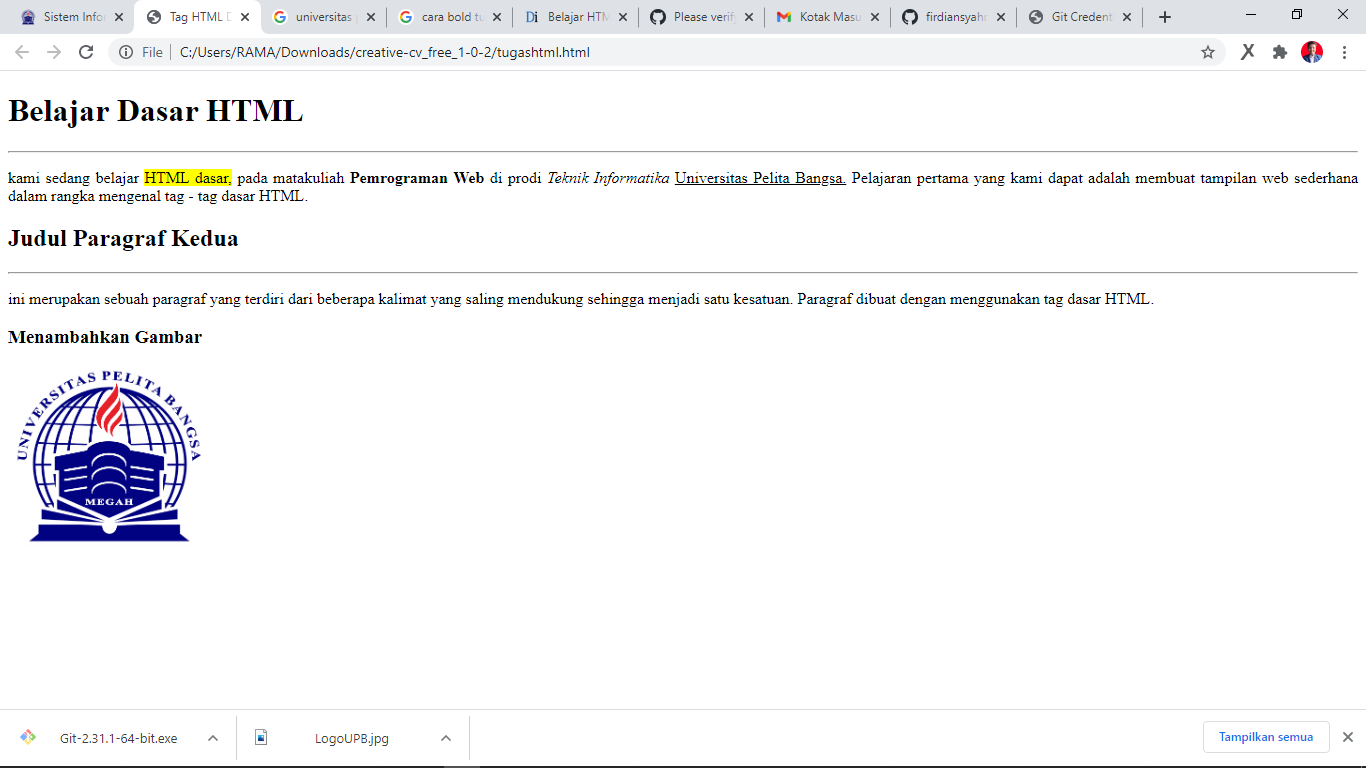 Sistem Infor
Tag HTML D
universitas p
cara bold tu
Belajar HTM
Please verif
Kotak Masu
firdiansyahr
Git Credent
File
C:/Users/RAMA/Downloads/creative-cv_free_1-0-2/tugashtml.html
Belajar Dasar HTML
kami sedang belajar HTML dasar, pada matakuliah Pemrograman Web di prodi Teknik Informatika Universitas Pelita Bangsa. Pelajaran pertama yang kami dapat adalah membuat tampilan web sederhana
dalam rangka mengenal tag - tag dasar HTML.
Judul Paragraf Kedua
ini merupakan sebuah paragraf yang terdiri dari beberapa kalimat yang saling mendukung sehingga menjadi satu kesatuan. Paragraf dibuat dengan menggunakan tag dasar HTML.
Menambahkan Gambar
UNIVERSITAS PELITA BANGSA
MEGAH
Git-2.31.1-64-bit.exe
LogoUPB.jpg
Tampilkan semua